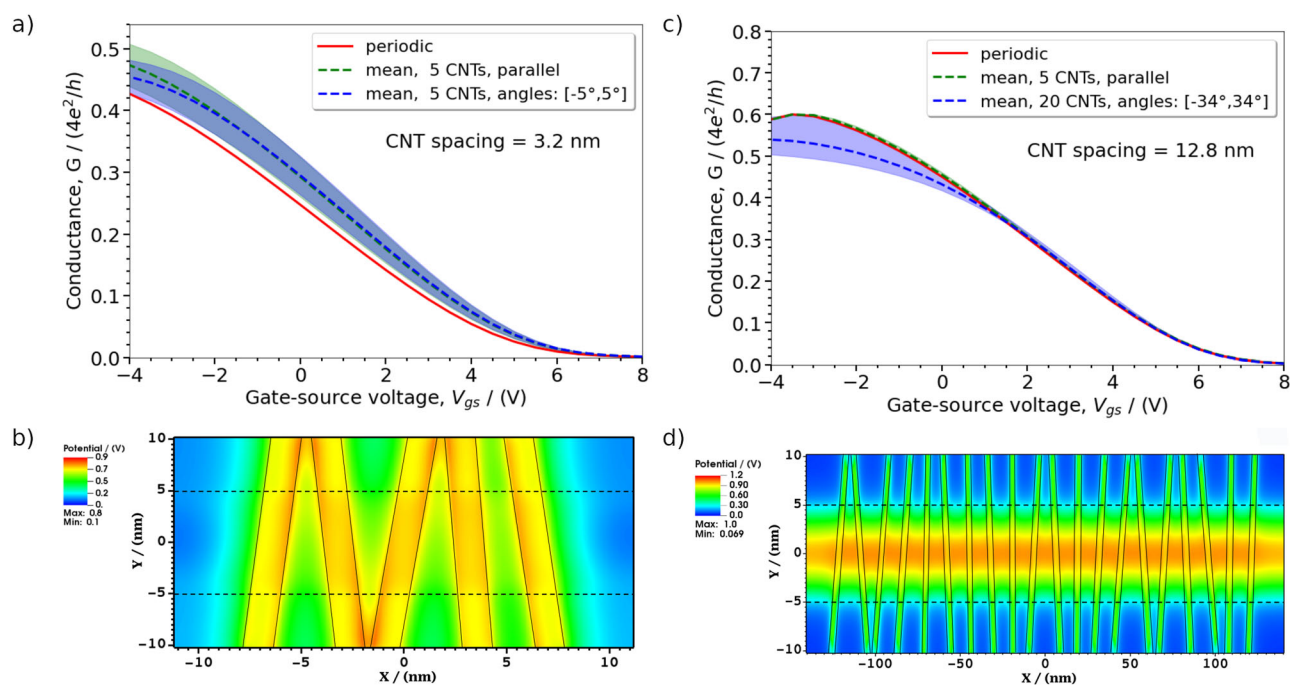 a)
Conductance, G / (4e²/h)
0.5
0.4
0.3
0.2
0.1
0.0
periodic
mean, 5 CNTs, parallel
mean, 5 CNTs, angles: [-5°,5°]
CNT spacing = 3.2 nm
−4 −2 0 2 4 6 8
Gate-source voltage, Vgs / (V)
c)
Conductance, G / (4e²/h)
0.8
0.7
0.6
0.5
0.4
0.3
0.2
0.1
0.0
periodic
mean, 5 CNTs, parallel
mean, 20 CNTs, angles: [-34°,34°]
CNT spacing = 12.8 nm
−4 −2 0 2 4 6 8
Gate-source voltage, Vgs / (V)
b)
Potential / (V)
0.9
0.7
0.5
0.2
0.
Max: 0.8
Min: 0.1
Y / (nm)
10
5
0
−5
−10
−10 −5 0 5 10
X / (nm)
d)
Potential / (V)
1.2
0.90
0.60
0.30
0.0
Max: 1.0
Min: 0.069
Y / (nm)
10
5
0
−5
−10
−100 −50 0 50 100
X / (nm)